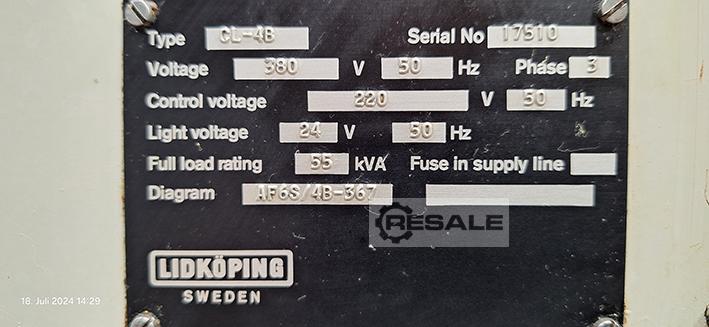 Type CL-4B Serial No 17510
Voltage 380 V 50 Hz Phase 3
Control voltage 220 V 50 Hz
Light voltage 24 V 50 Hz
Full load rating 55 kVA Fuse in supply line
Diagram AF6S/4B-367
RESALE
LIDKÖPING
SWEDEN
18. Juli 2024 14:29